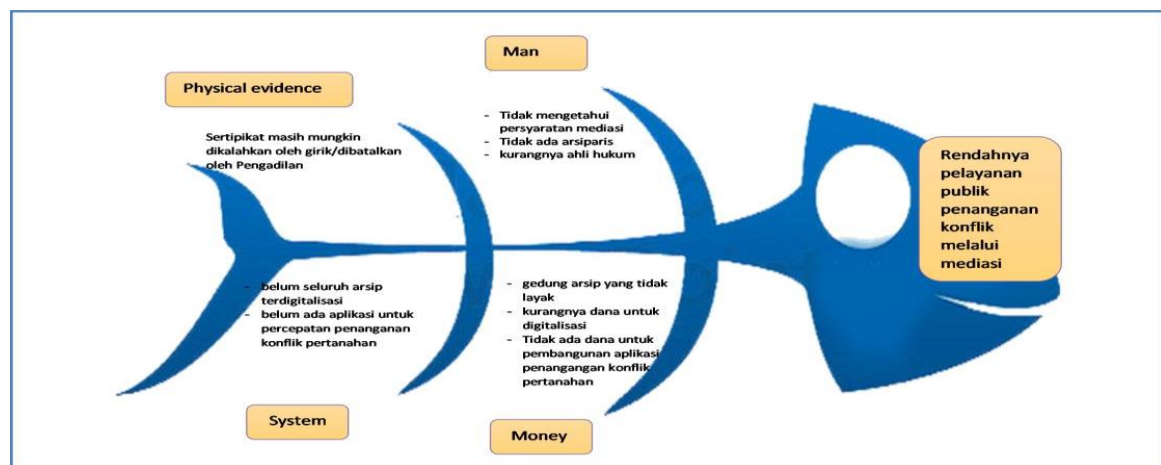 Man
Physical evidence
- Tidak mengetahui
persyaratan mediasi
- Tidak ada arsiparis
- kurangnya ahli hukum
Sertipikat masih mungkin
dikalahkan oleh girik/dibatalkan
oleh Pengadilan
Rendahnya
pelayanan
publik
penanganan
konflik
melalui
mediasi
- belum seluruh arsip
terdigitalisasi
- belum ada aplikasi untuk
percepatan penanganan
konflik pertanahan
- gedung arsip yang tidak
layak
- kurangnya dana untuk
digitalisasi
- Tidak ada dana untuk
pembangunan aplikasi
penangangan konflik
pertanahan
System
Money